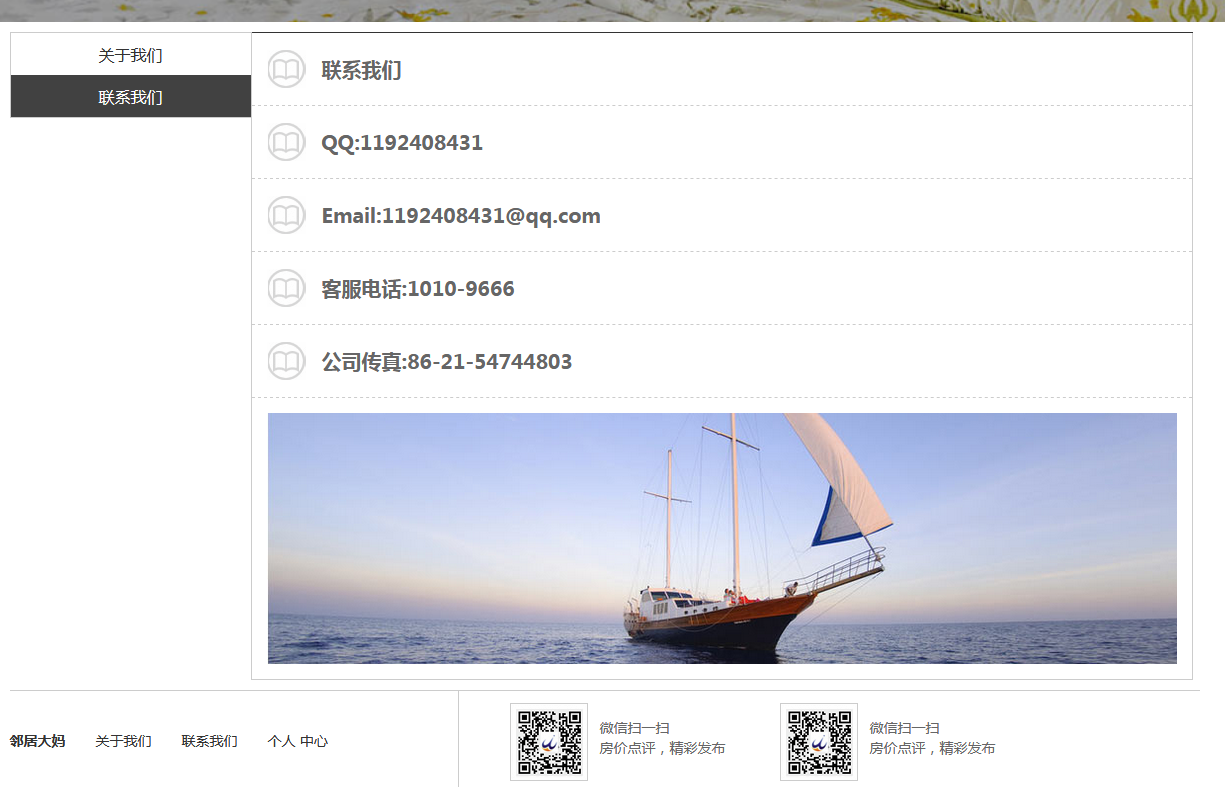 关于我们
联系我们
联系我们
QQ:1192408431
Email:1192408431@qq.com
客服电话:1010-9666
公司传真:86-21-54744803
邻居大妈 关于我们 联系我们 个人 中心
微信扫一扫
房价点评，精彩发布
微信扫一扫
房价点评，精彩发布